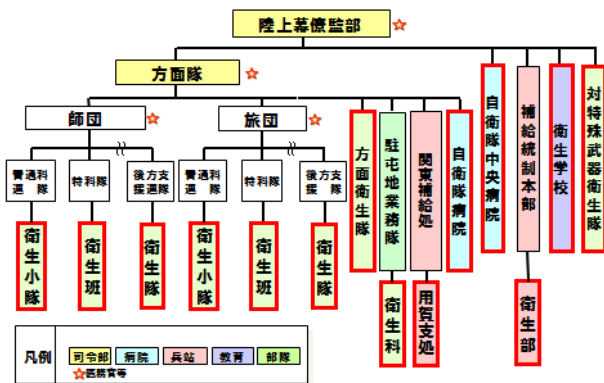 陸上幕僚監部
方面隊
師団
旅団
普通科連隊
特科隊
後方支援連隊
普通科連隊
特科隊
後方支援隊
衛生小隊
衛生班
衛生隊
衛生小隊
衛生班
衛生隊
方面衛生隊
駐屯地業務隊
衛生科
関東補給処
用賀支処
自衛隊病院
自衛隊中央病院
補給統制本部
衛生部
衛生学校
対特殊武器衛生隊
凡例
司令部
病院
兵站
教育
部隊
医務官等